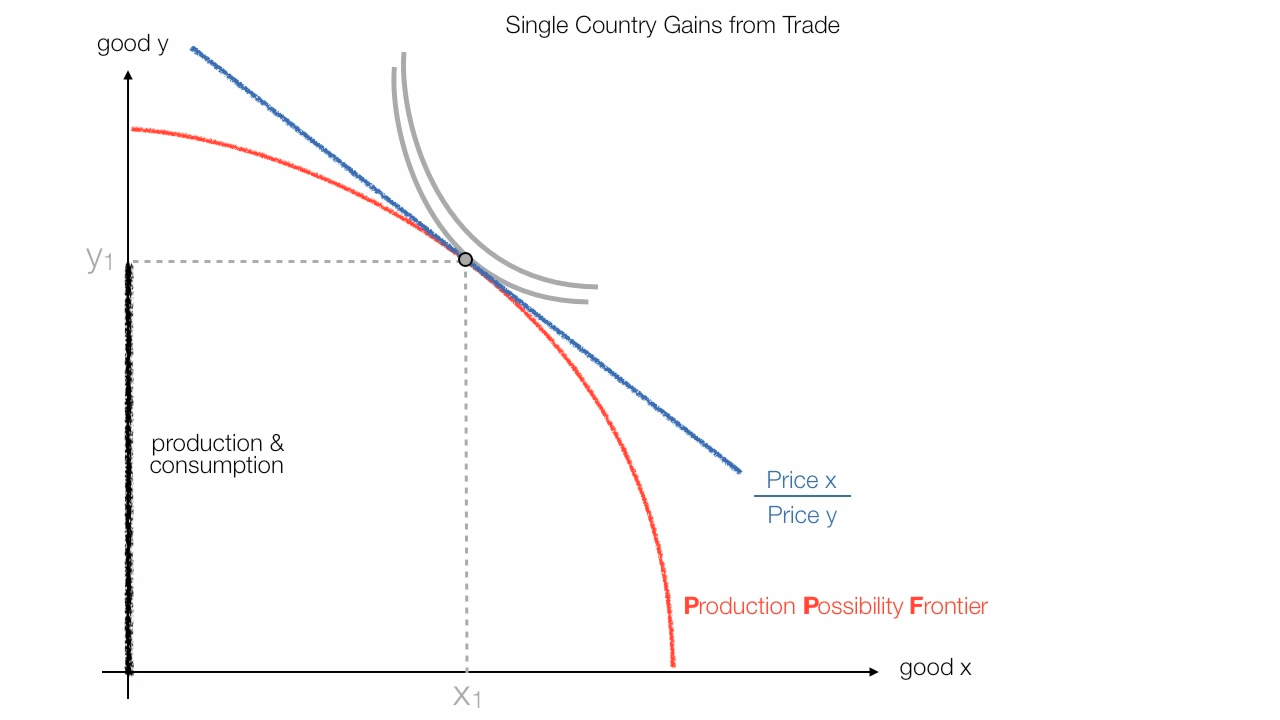 Single Country Gains from Trade
good y
y1
production &
consumption
Price x
Price y
Production Possibility Frontier
good x
x1